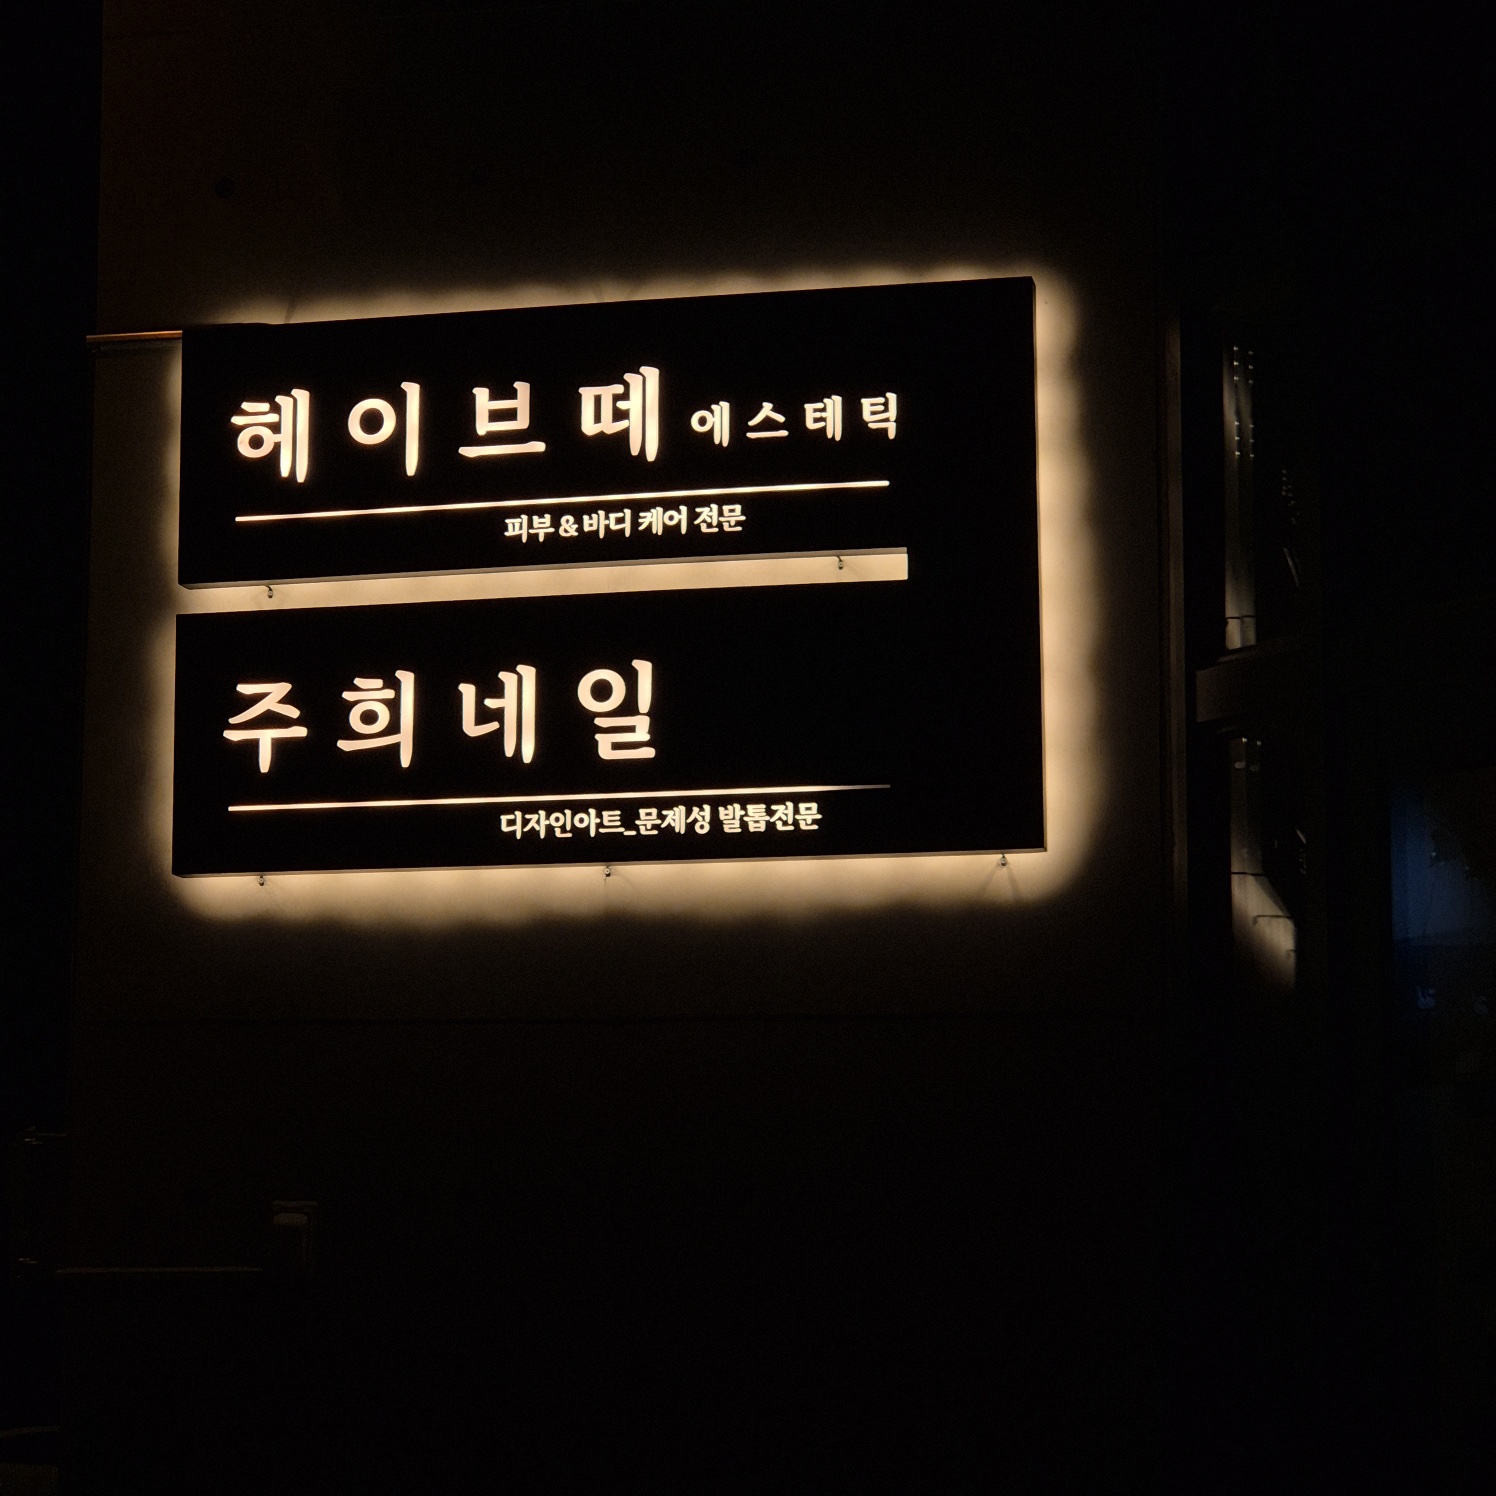 헤이브떼 에스테틱
피부&바디 케어 전문
주희네일
디자인아트_문제성 발톱전문